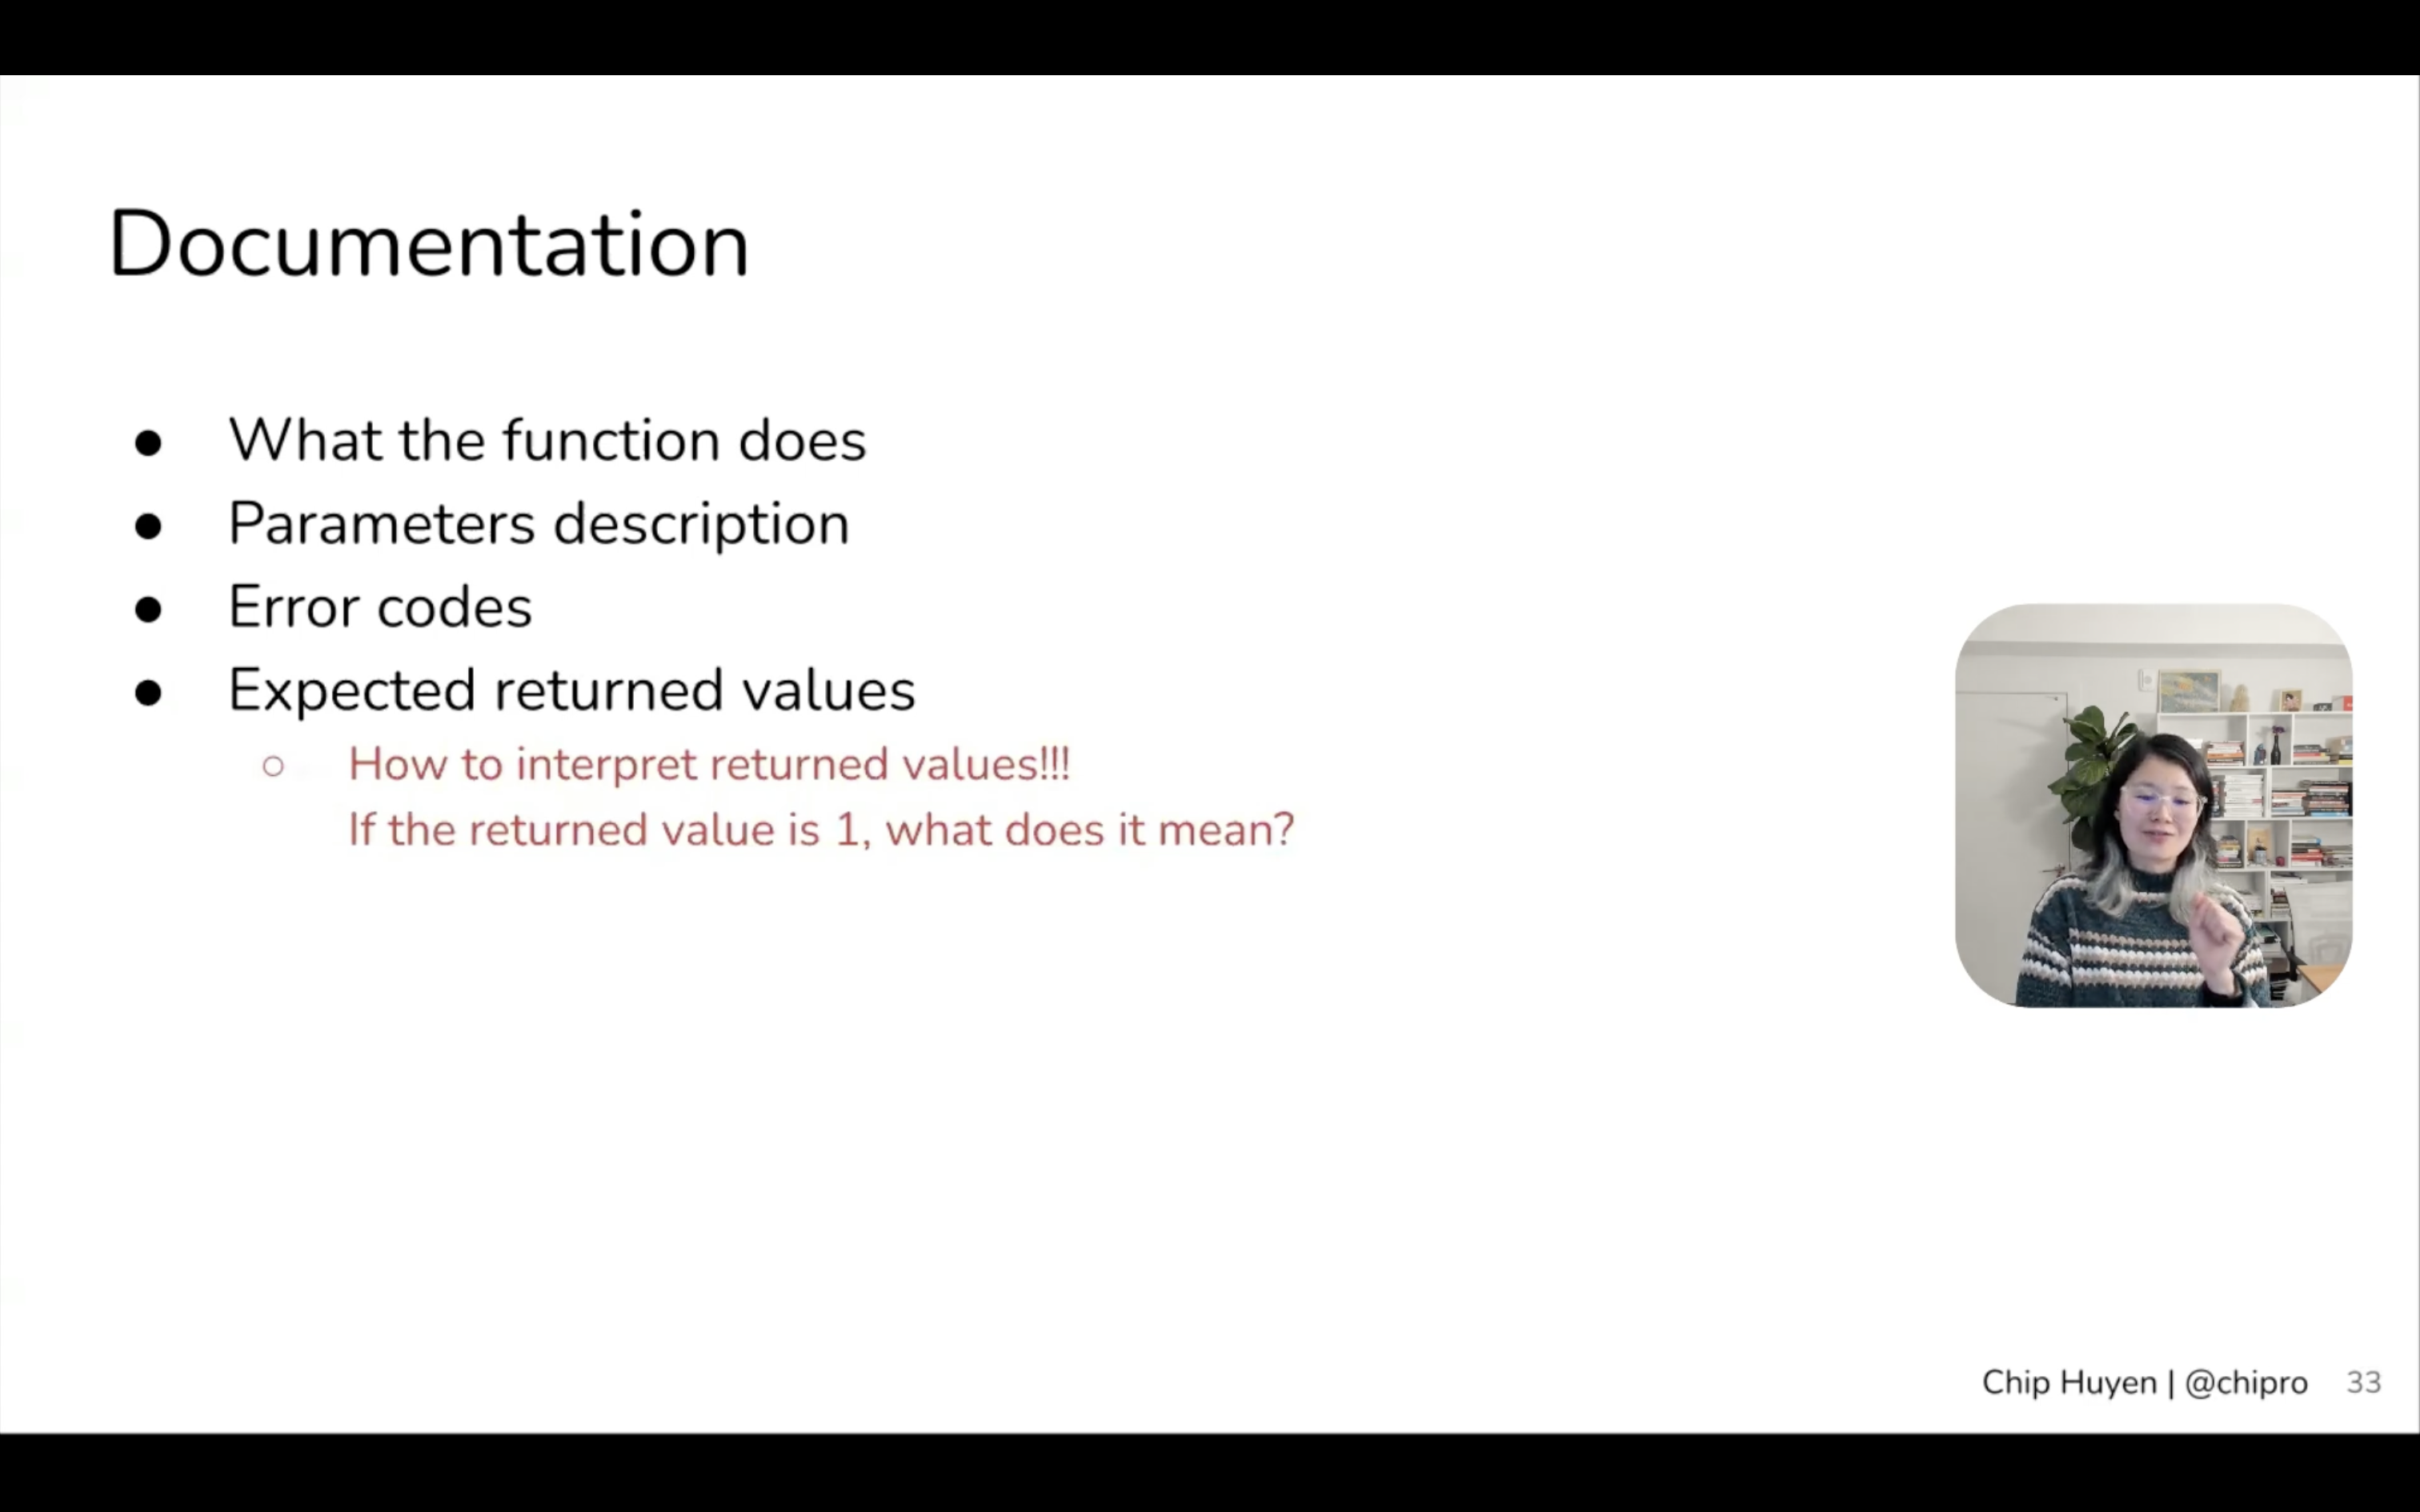 Documentation
● What the function does
● Parameters description
● Error codes
● Expected returned values
○ How to interpret returned values!!!
If the returned value is 1, what does it mean?
Chip Huyen | @chipro 33